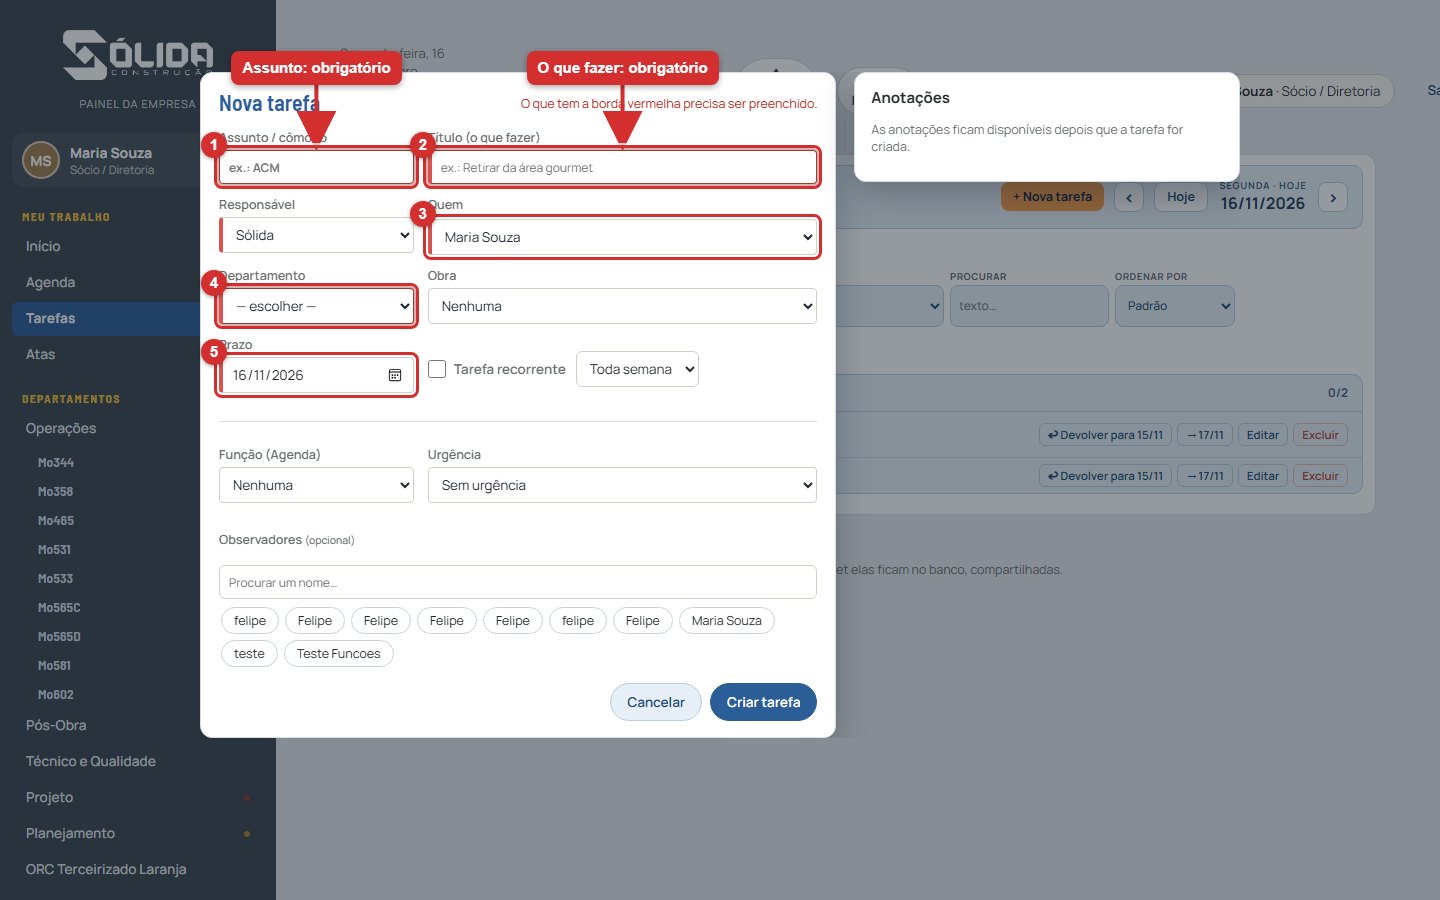 SÓLIDA
CONSTRUÇÃO
PAINEL DA EMPRESA
MS
Maria Souza
Sócio / Diretoria
MEU TRABALHO
Início
Agenda
Tarefas
Atas
DEPARTAMENTOS
Operações
Mo344
Mo358
Mo465
Mo531
Mo533
Mo565C
Mo565D
Mo581
Mo602
Pós-Obra
Técnico e Qualidade
Projeto
Planejamento
ORC Terceirizado Laranja
feira, 16
Assunto: obrigatório
O que fazer: obrigatório
Nova tarefa
O que tem a borda vermelha precisa ser preenchido.
1
Assunto / cômodo
ex.: ACM
2
Título (o que fazer)
ex.: Retirar da área gourmet
Responsável
Sólida
3
Quem
Maria Souza
4
Departamento
— escolher —
Obra
Nenhuma
5
Prazo
16/11/2026
Tarefa recorrente
Toda semana
Função (Agenda)
Nenhuma
Urgência
Sem urgência
Observadores (opcional)
Procurar um nome...
felipe
Felipe
Felipe
Felipe
Felipe
felipe
Felipe
Maria Souza
teste
Teste Funcoes
Cancelar
Criar tarefa
Anotações
As anotações ficam disponíveis depois que a tarefa for
criada.
ouza · Sócio / Diretoria
Sa
+ Nova tarefa
‹
Hoje
SEGUNDA · HOJE
16/11/2026
›
PROCURAR
texto...
ORDENAR POR
Padrão
0/2
↩ Devolver para 15/11
→ 17/11
Editar
Excluir
↩ Devolver para 15/11
→ 17/11
Editar
Excluir
et elas ficam no banco, compartilhadas.